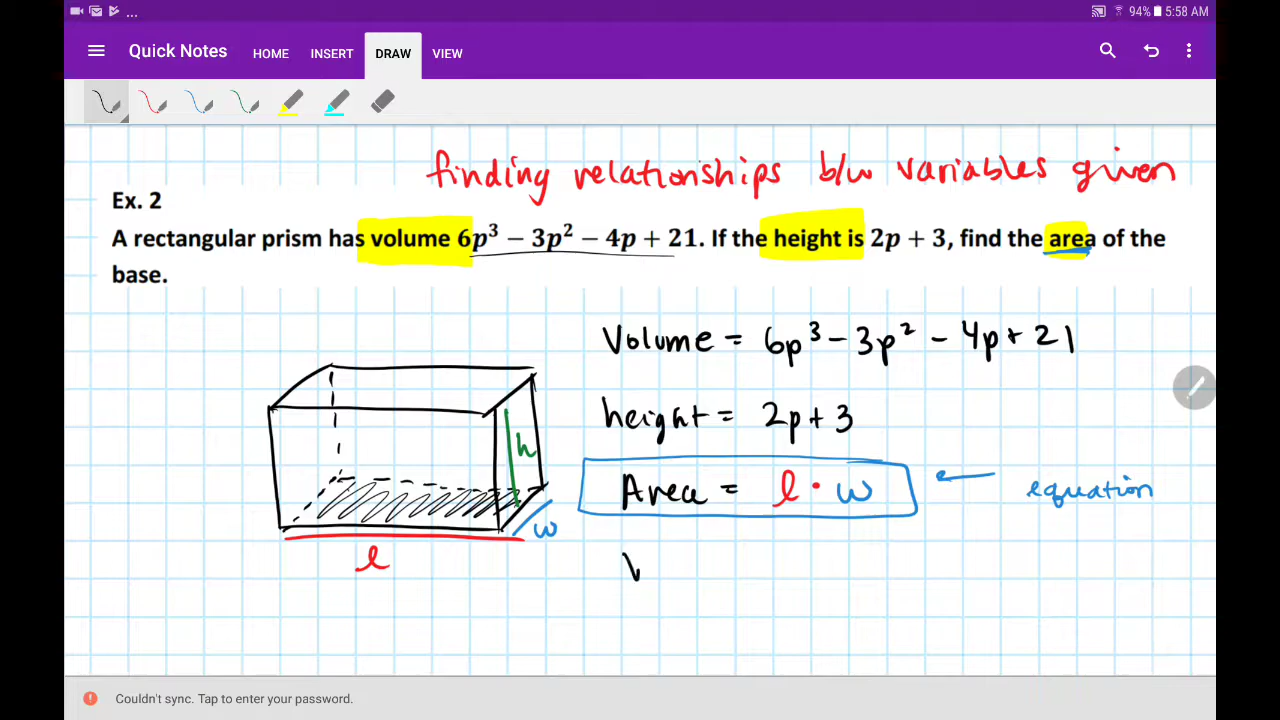 ... 94% 5:58 AM
Quick Notes HOME INSERT DRAW VIEW
finding relationships b/w variables given
Ex. 2
A rectangular prism has volume 6p³ − 3p² − 4p + 21. If the height is 2p + 3, find the area of the
base.
Volume = 6p³ − 3p² − 4p + 21
height = 2p + 3
h
Area = l · w
equation
w
l
V
Couldn't sync. Tap to enter your password.